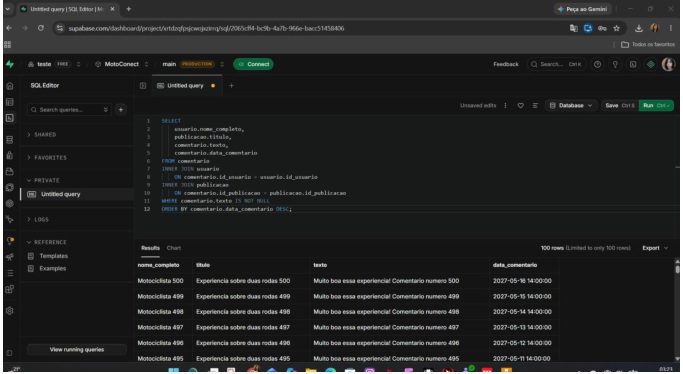 Untitled query | SQL Editor | M
Peça ao Gemini
supabase.com/dashboard/project/
Todos os favoritos
teste FREE MotoConect main PRODUCTION Connect
Feedback Search... Ctrl K
SQL Editor
Untitled query
Search queries...
Unsaved edits Database Save Ctrl S Run Ctrl
SHARED
FAVORITES
PRIVATE
Untitled query
LOGS
REFERENCE
Templates
Examples
View running queries
1 SELECT
2 usuario.nome_completo,
3 publicacao.titulo,
4 comentario.texto,
5 comentario.data_comentario
6 FROM comentario
7 INNER JOIN usuario
8 ON comentario.id_usuario = usuario.id_usuario
9 INNER JOIN publicacao
10 ON comentario.id_publicacao = publicacao.id_publicacao
11 WHERE comentario.texto IS NOT NULL
12 ORDER BY comentario.data_comentario DESC;
Results Chart
100 rows (Limited to only 100 rows) Export
nome_completo titulo texto data_comentario
Motociclista 500 Experiencia sobre duas rodas 500 Muito boa essa experiencia! Comentario numero 500 2027-05-16 14:00:00
Motociclista 499 Experiencia sobre duas rodas 499 Muito boa essa experiencia! Comentario numero 499 2027-05-15 14:00:00
Motociclista 498 Experiencia sobre duas rodas 498 Muito boa essa experiencia! Comentario numero 498 2027-05-14 14:00:00
Motociclista 497 Experiencia sobre duas rodas 497 Muito boa essa experiencia! Comentario numero 497 2027-05-13 14:00:00
Motociclista 496 Experiencia sobre duas rodas 496 Muito boa essa experiencia! Comentario numero 496 2027-05-12 14:00:00
Motociclista 495 Experiencia sobre duas rodas 495 Muito boa essa experiencia! Comentario numero 495 2027-05-11 14:00:00
21°
03:23